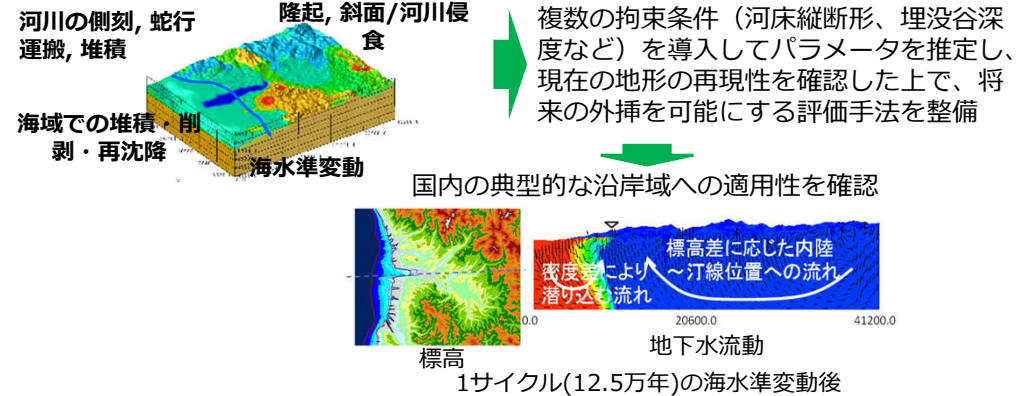 河川の側刻, 蛇行
運搬, 堆積
隆起, 斜面/河川侵
食
海域での堆積・削
剥・再沈降
海水準変動
複数の拘束条件（河床縦断形、埋没谷深
度など）を導入してパラメータを推定し、
現在の地形の再現性を確認した上で、将
来の外挿を可能にする評価手法を整備
国内の典型的な沿岸域への適用性を確認
密度差により
潜り込む流れ
標高差に応じた内陸
～汀線位置への流れ
0.0
20600.0
41200.0
標高
地下水流動
1サイクル(12.5万年)の海水準変動後